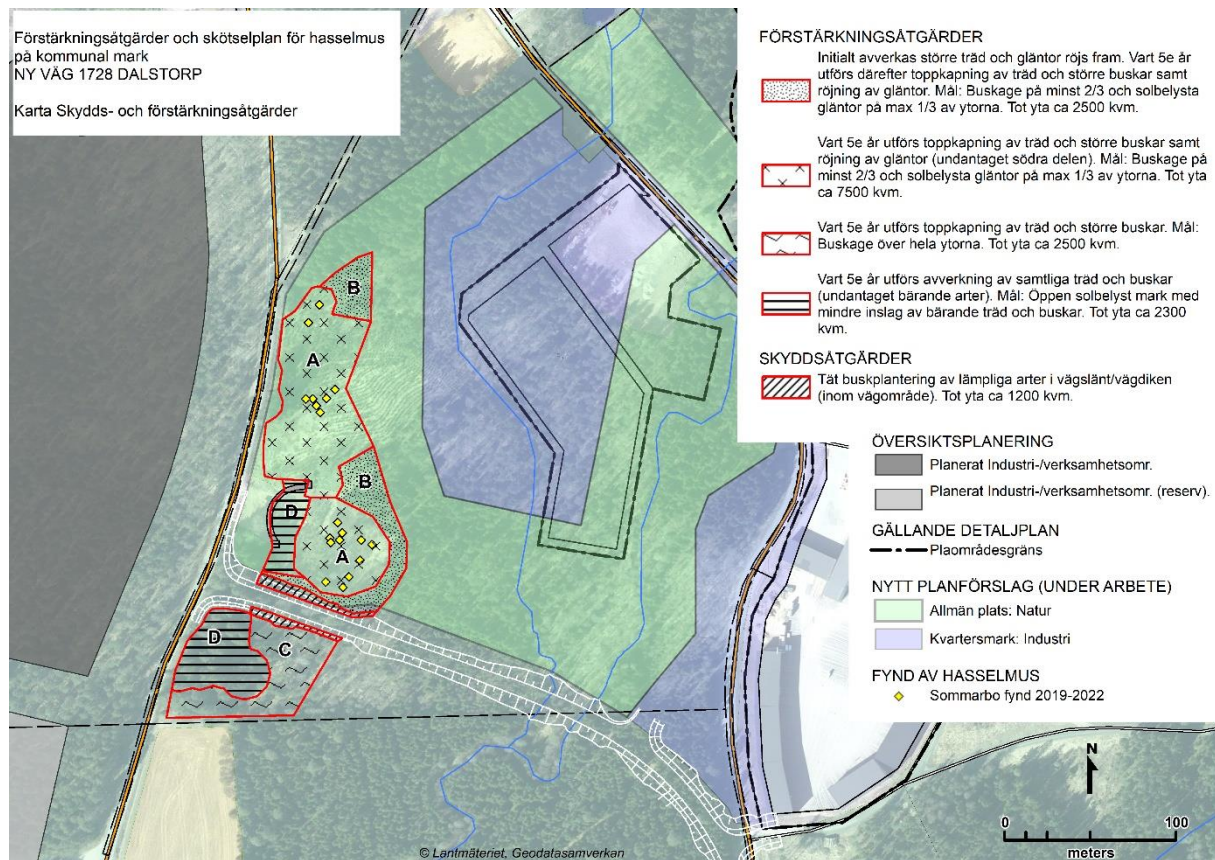 Förstärkningsåtgärder och skötselplan för hasselmus
på kommunal mark
NY VÄG 1728 DALSTORP
Karta Skydds- och förstärkningsåtgärder
FÖRSTÄRKNINGSÅTGÄRDER
Initialt avverkas större träd och gläntor röjs fram. Vart 5e år
utförs därefter toppkapning av träd och större buskar samt
röjning av gläntor. Mål: Buskage på minst 2/3 och solbelysta
gläntor på max 1/3 av ytorna. Tot yta ca 2500 kvm.
Vart 5e år utförs toppkapning av träd och större buskar samt
röjning av gläntor (undantaget södra delen). Mål: Buskage på
minst 2/3 och solbelysta gläntor på max 1/3 av ytorna. Tot yta
ca 7500 kvm.
Vart 5e år utförs toppkapning av träd och större buskar. Mål:
Buskage över hela ytorna. Tot yta ca 2500 kvm.
Vart 5e år utförs avverkning av samtliga träd och buskar
(undantaget bärande arter). Mål: Öppen solbelyst mark med
mindre inslag av bärande träd och buskar. Tot yta ca 2300
kvm.
SKYDDSÅTGÄRDER
Tät buskplantering av lämpliga arter i vägslänt/vägdiken
(inom vägområde). Tot yta ca 1200 kvm.
ÖVERSIKTSPLANERING
Planerat Industri-/verksamhetsomr.
Planerat Industri-/verksamhetsomr. (reserv).
GÄLLANDE DETALJPLAN
Plaområdesgräns
NYTT PLANFÖRSLAG (UNDER ARBETE)
Allmän plats: Natur
Kvartersmark: Industri
FYND AV HASSELMUS
Sommarbo fynd 2019-2022
B
A
B
D
A
D
C
N
0 100
meters
© Lantmäteriet, Geodatasamverkan